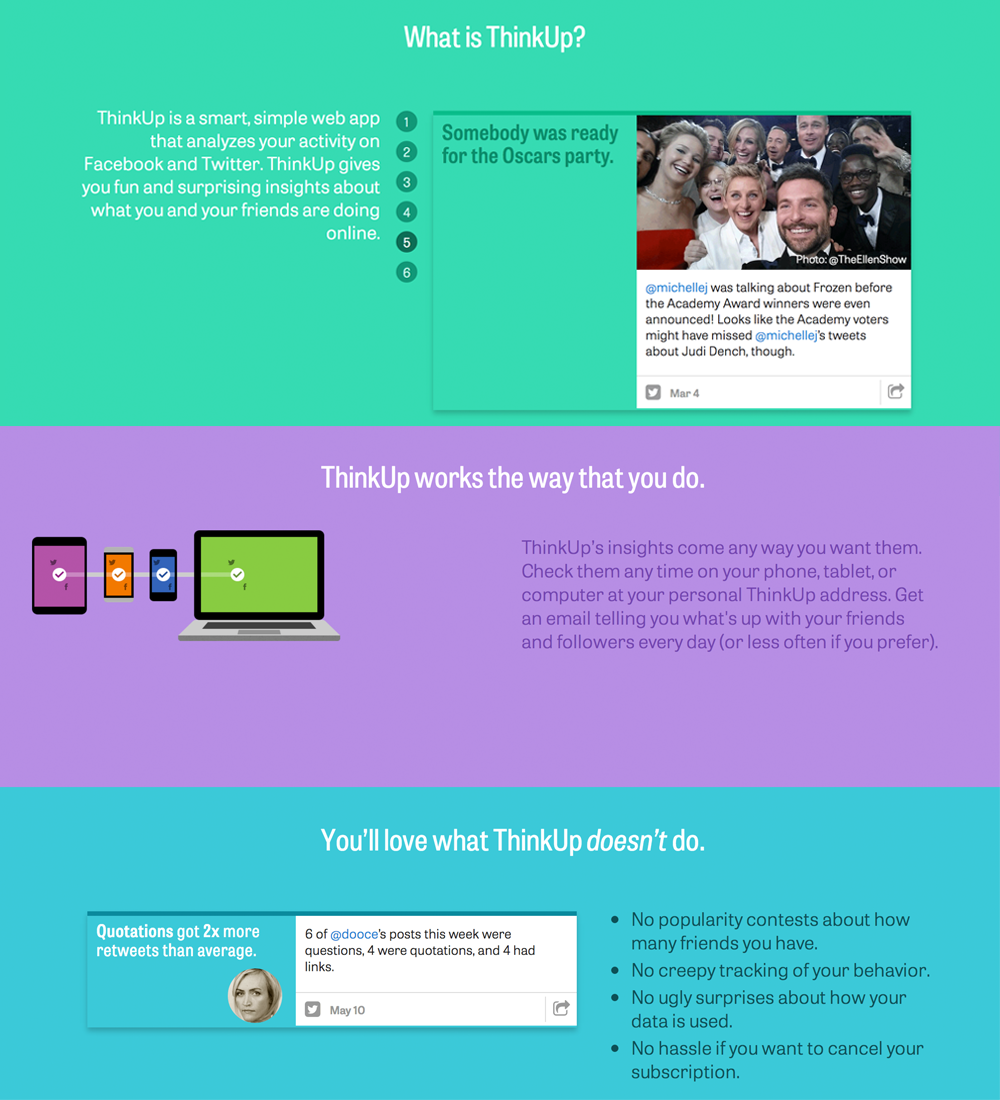 What is ThinkUp?
ThinkUp is a smart, simple web app
that analyzes your activity on
Facebook and Twitter. ThinkUp gives
you fun and surprising insights about
what you and your friends are doing
online.
1
2
3
4
5
6
Somebody was ready
for the Oscars party.
Photo: @TheEllenShow
@michellej was talking about Frozen before
the Academy Award winners were even
announced! Looks like the Academy voters
might have missed @michellej's tweets
about Judi Dench, though.
Mar 4
ThinkUp works the way that you do.
ThinkUp's insights come any way you want them.
Check them any time on your phone, tablet, or
computer at your personal ThinkUp address. Get
an email telling you what's up with your friends
and followers every day (or less often if you prefer).
You'll love what ThinkUp doesn't do.
Quotations got 2x more
retweets than average.
6 of @dooce's posts this week were
questions, 4 were quotations, and 4 had
links.
May 10
• No popularity contests about how
many friends you have.
• No creepy tracking of your behavior.
• No ugly surprises about how your
data is used.
• No hassle if you want to cancel your
subscription.